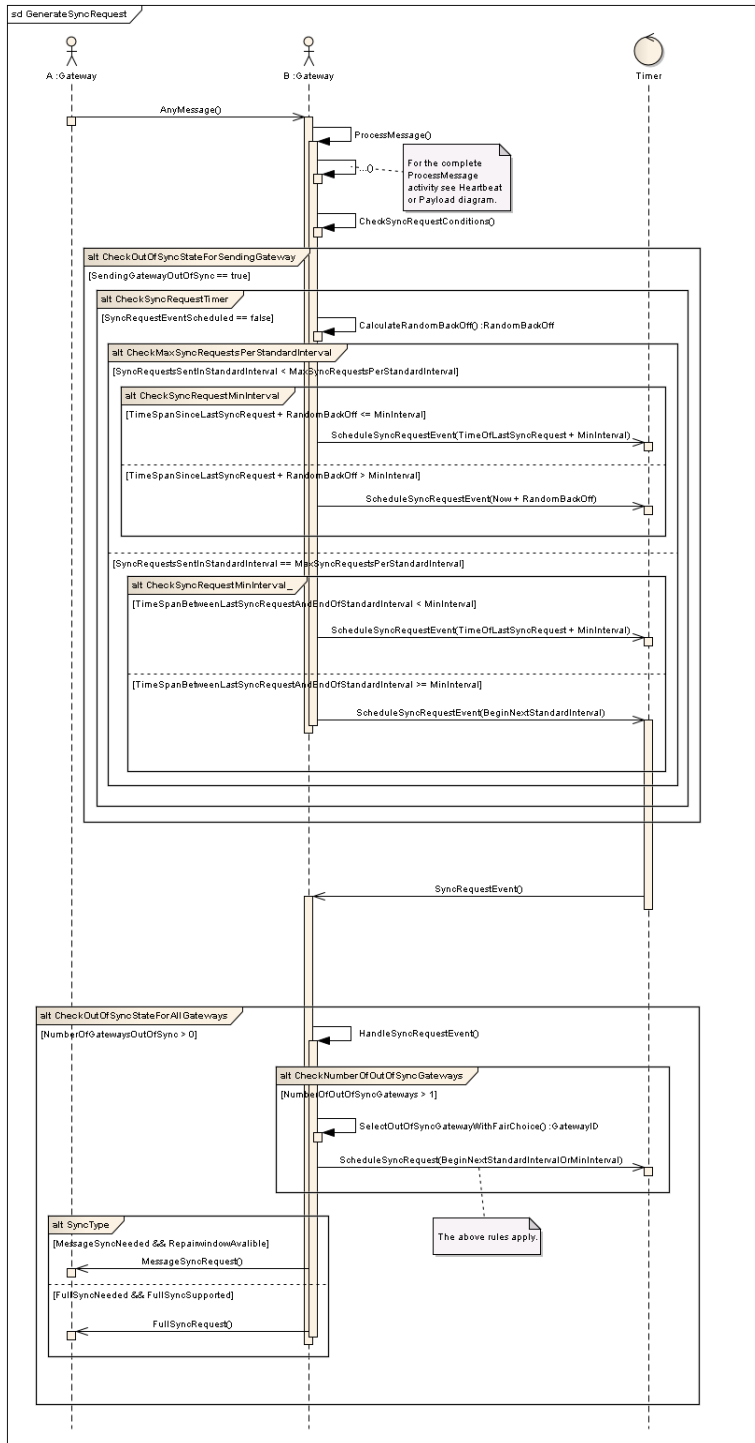 sd GenerateSyncRequest
A :Gateway
B :Gateway
Timer
AnyMessage()
ProcessMessage()
...()
For the complete
ProcessMessage
activity see Heartbeat
or Payload diagram.
CheckSyncRequestConditions()
alt CheckOutOfSyncStateForSendingGateway
[SendingGatewayOutOfSync == true]
alt CheckSyncRequestTimer
[SyncRequestEventScheduled == false]
CalculateRandomBackOff() :RandomBackOff
alt CheckMaxSyncRequestsPerStandardInterval
[SyncRequestsSentInStandardInterval < MaxSyncRequestsPerStandardInterval]
alt CheckSyncRequestMinInterval
[TimeSpanSinceLastSyncRequest + RandomBackOff <= MinInterval]
ScheduleSyncRequestEvent(TimeOfLastSyncRequest + MinInterval)
[TimeSpanSinceLastSyncRequest + RandomBackOff > MinInterval]
ScheduleSyncRequestEvent(Now + RandomBackOff)
[SyncRequestsSentInStandardInterval == MaxSyncRequestsPerStandardInterval]
alt CheckSyncRequestMinInterval_
[TimeSpanBetweenLastSyncRequestAndEndOfStandardInterval < MinInterval]
ScheduleSyncRequestEvent(TimeOfLastSyncRequest + MinInterval)
[TimeSpanBetweenLastSyncRequestAndEndOfStandardInterval >= MinInterval]
ScheduleSyncRequestEvent(BeginNextStandardInterval)
SyncRequestEvent()
alt CheckOutOfSyncStateForAllGateways
[NumberOfGatewaysOutOfSync > 0]
HandleSyncRequestEvent()
alt CheckNumberOfOutOfSyncGateways
[NumberOfOutOfSyncGateways > 1]
SelectOutOfSyncGatewayWithFairChoice() :GatewayID
ScheduleSyncRequest(BeginNextStandardIntervalOrMinInterval)
alt SyncType
The above rules apply.
[MessageSyncNeeded && RepairwindowAvalible]
MessageSyncRequest()
[FullSyncNeeded && FullSyncSupported]
FullSyncRequest()